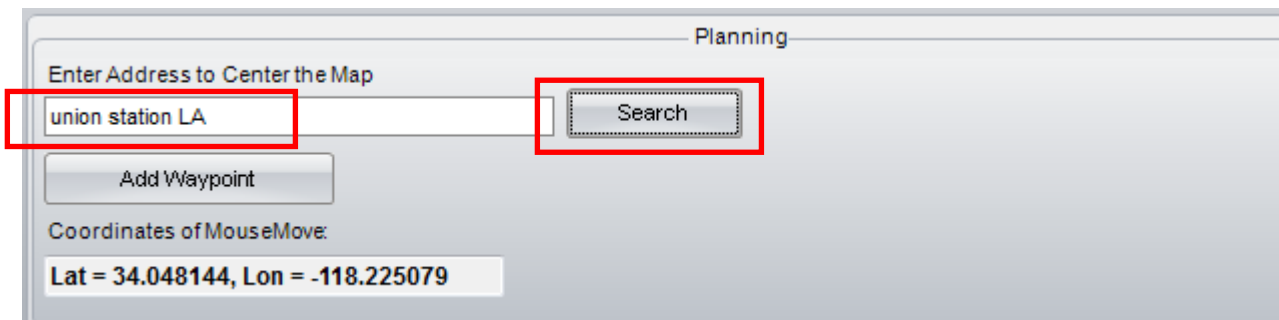 Planning
Enter Address to Center the Map
union station LA
Search
Add Waypoint
Coordinates of MouseMove:
Lat = 34.048144, Lon = -118.225079